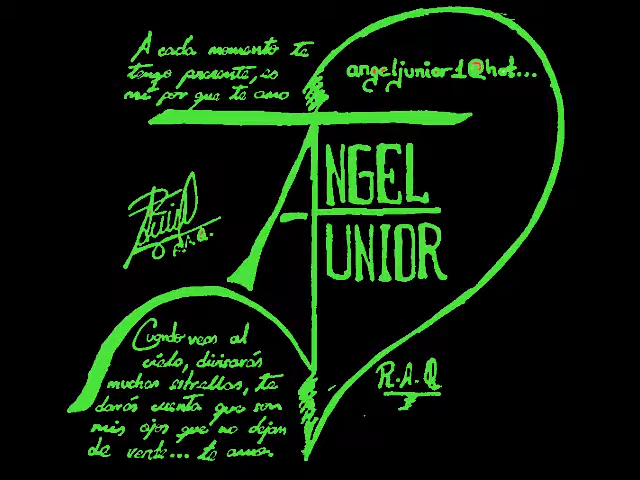 A cada momento te
tengo presente, es
mi por que te amo
angeljunior1@hot...
ANGEL
JUNIOR
R.A.Q.
Cuando veas al
cielo, divisarás
muchas estrellas, te
darás cuenta que son
mis ojos que no dejan
de verte... te amo.
R.A.Q